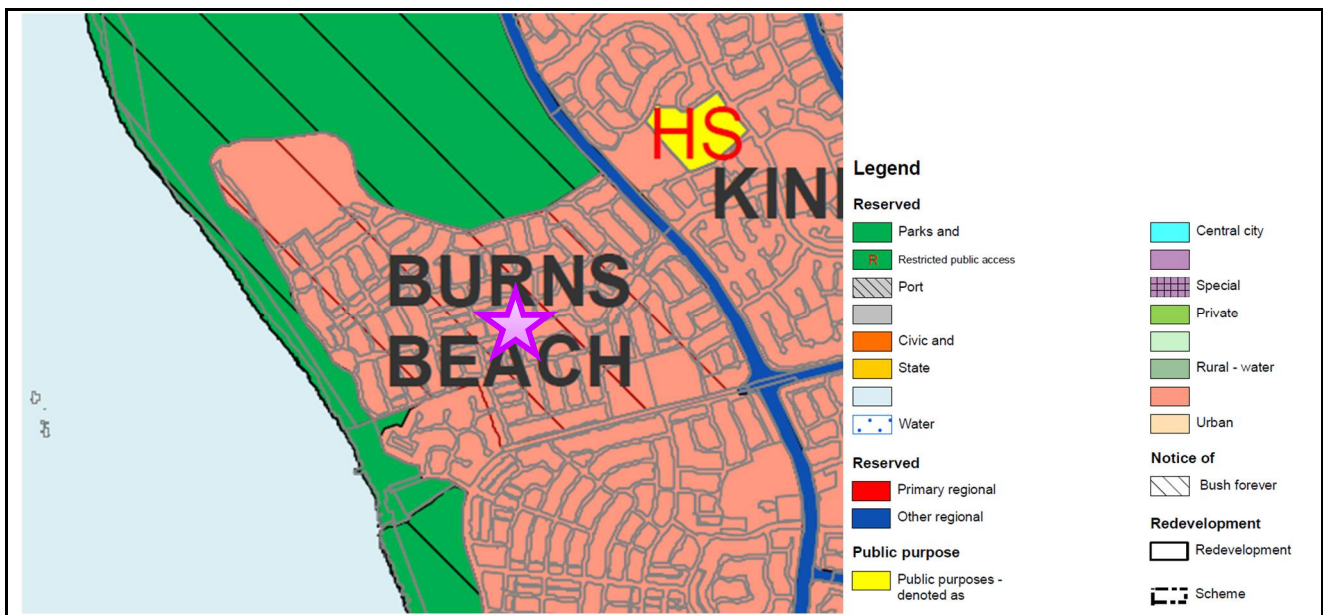 HS
KIN
BURNS
BEACH
Legend
Reserved
Parks and
R
Restricted public access
Port
Civic and
State
Water
Reserved
Primary regional
Other regional
Public purpose
Public purposes -
denoted as
Central city
Special
Private
Rural - water
Urban
Notice of
Bush forever
Redevelopment
Redevelopment
Scheme